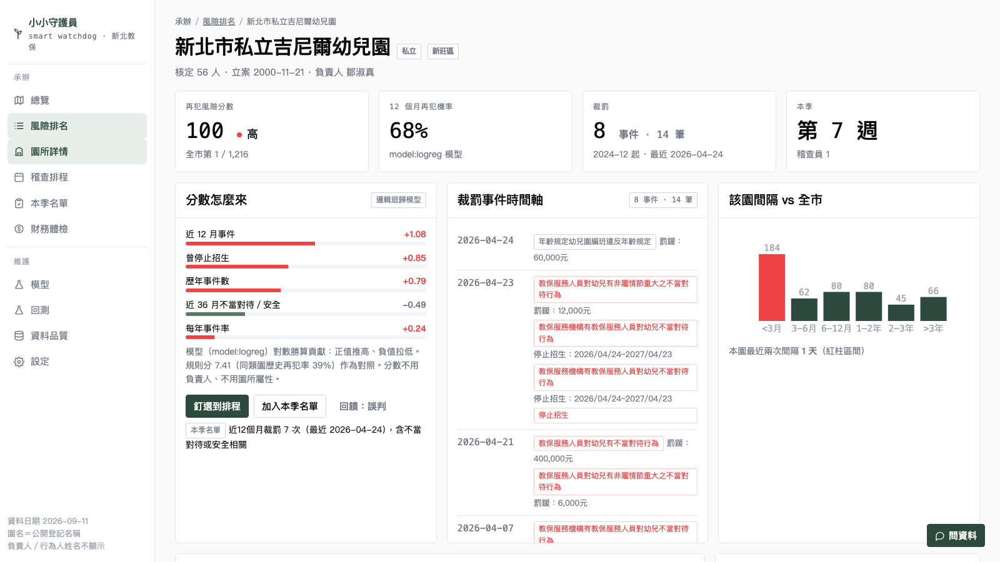 小小守護員
smart watchdog · 新北教
保
承辦
總覽
風險排名
園所詳情
稽查排程
本季名單
財務體檢
維護
模型
回測
資料品質
設定
資料日期 2026-09-11
園名＝公開登記名稱
負責人 / 行為人姓名不顯示
承辦 / 風險排名 / 新北市私立吉尼爾幼兒園
新北市私立吉尼爾幼兒園 私立 新莊區
核定 56 人 · 立案 2000-11-21 · 負責人 鄒淑真
再犯風險分數
100 高
全市第 1 / 1,216
12 個月再犯機率
68%
model:logreg 模型
裁罰
8 事件 · 14 筆
2024-12 起 · 最近 2026-04-24
本季
第 7 週
稽查員 1
分數怎麼來 邏輯迴歸模型
近 12 月事件 +1.08
曾停止招生 +0.85
歷年事件數 +0.79
近 36 月不當對待 / 安全 −0.49
每年事件率 +0.24
模型（model:logreg）對數勝算貢獻：正值推高、負值拉低。
規則分 7.41（同類園歷史再犯率 39%）作為對照。分數不用
負責人、不用園所屬性。
釘選到排程 加入本季名單 回饋：誤判
本季名單 近12個月裁罰 7 次（最近 2026-04-24），含不當
對待或安全相關
裁罰事件時間軸 8 事件 · 14 筆
2026-04-24 年齡規定幼兒園編班違反年齡規定 罰鍰：
60,000元
2026-04-23 教保服務人員對幼兒有非屬情節重大之不當對
待行為
罰鍰：12,000元
教保服務機構有教保服務人員對幼兒不當對待
行為
停止招生：2026/04/24~2027/04/23
教保服務機構有教保服務人員對幼兒不當對待
行為
停止招生：2026/04/24~2027/04/23
停止招生
2026-04-21 教保服務人員對幼兒有不當對待行為 罰鍰：
400,000元
教保服務人員對幼兒有非屬情節重大之不當對
待行為
罰鍰：6,000元
2026-04-07 教保服務機構有教保服務人員對幼兒不當對待
行為
該園間隔 vs 全市
184 62 80 80 45 66
<3月 3–6月 6–12月 1–2年 2–3年 >3年
本園最近兩次間隔 1 天（紅柱區間）
問資料